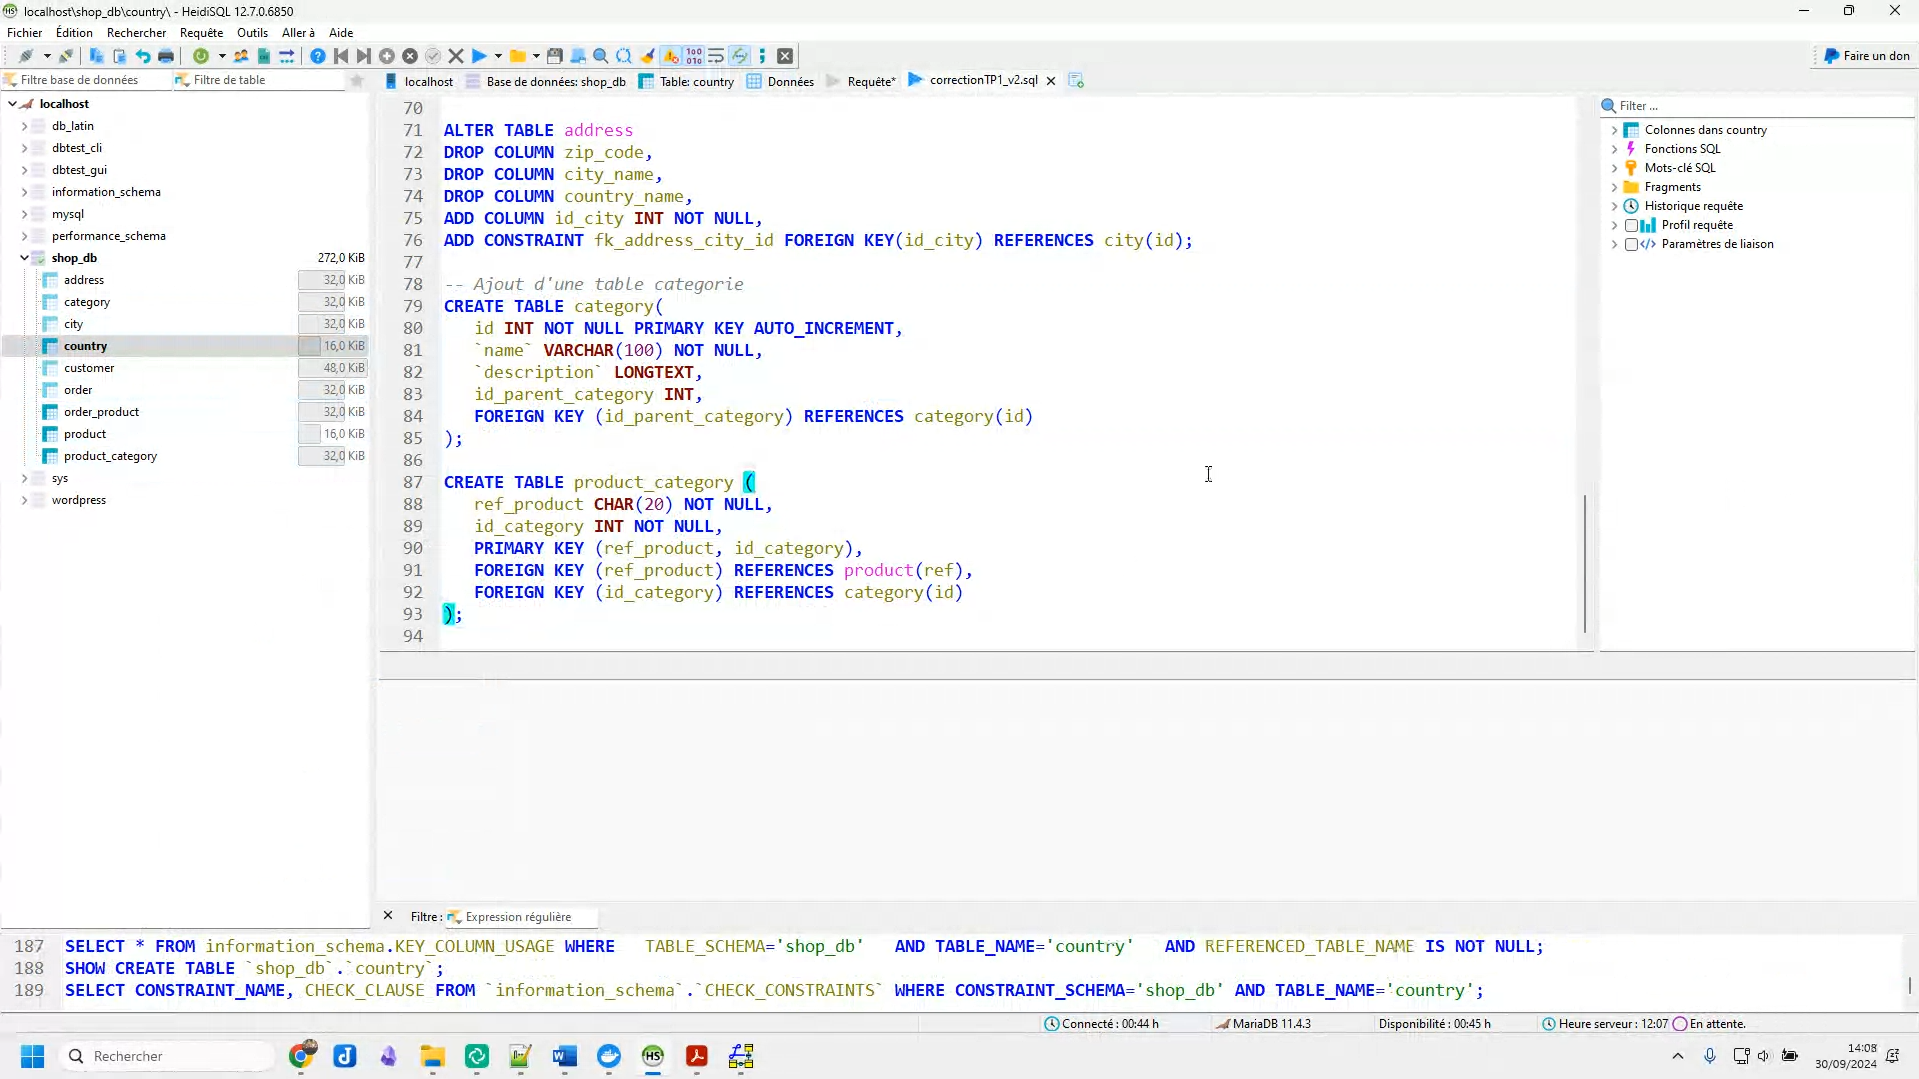 localhost\shop_db\country\ - HeidiSQL 12.7.0.6850
Fichier Édition Rechercher Requête Outils Aller à Aide
Faire un don
Filtre base de données Filtre de table
localhost Base de données: shop_db Table: country Données Requête* correctionTP1_v2.sql
localhost
db_latin
dbtest_cli
dbtest_gui
information_schema
mysql
performance_schema
shop_db 272,0 KiB
address 32,0 KiB
category 32,0 KiB
city 32,0 KiB
country 16,0 KiB
customer 48,0 KiB
order 32,0 KiB
order_product 32,0 KiB
product 16,0 KiB
product_category 32,0 KiB
sys
wordpress
70
71 ALTER TABLE address
72 DROP COLUMN zip_code,
73 DROP COLUMN city_name,
74 DROP COLUMN country_name,
75 ADD COLUMN id_city INT NOT NULL,
76 ADD CONSTRAINT fk_address_city_id FOREIGN KEY(id_city) REFERENCES city(id);
77
78 -- Ajout d'une table categorie
79 CREATE TABLE category(
80 id INT NOT NULL PRIMARY KEY AUTO_INCREMENT,
81 `name` VARCHAR(100) NOT NULL,
82 `description` LONGTEXT,
83 id_parent_category INT,
84 FOREIGN KEY (id_parent_category) REFERENCES category(id)
85 );
86
87 CREATE TABLE product_category (
88 ref_product CHAR(20) NOT NULL,
89 id_category INT NOT NULL,
90 PRIMARY KEY (ref_product, id_category),
91 FOREIGN KEY (ref_product) REFERENCES product(ref),
92 FOREIGN KEY (id_category) REFERENCES category(id)
93 );
94
Filter ...
Colonnes dans country
Fonctions SQL
Mots-clé SQL
Fragments
Historique requête
Profil requête
Paramètres de liaison
Filtre : Expression régulière
187 SELECT * FROM information_schema.KEY_COLUMN_USAGE WHERE TABLE_SCHEMA='shop_db' AND TABLE_NAME='country' AND REFERENCED_TABLE_NAME IS NOT NULL;
188 SHOW CREATE TABLE `shop_db`.`country`;
189 SELECT CONSTRAINT_NAME, CHECK_CLAUSE FROM `information_schema`.`CHECK_CONSTRAINTS` WHERE CONSTRAINT_SCHEMA='shop_db' AND TABLE_NAME='country';
Connecté : 00:44 h MariaDB 11.4.3 Disponibilité : 00:45 h Heure serveur : 12:07 En attente.
Rechercher
14:08
30/09/2024